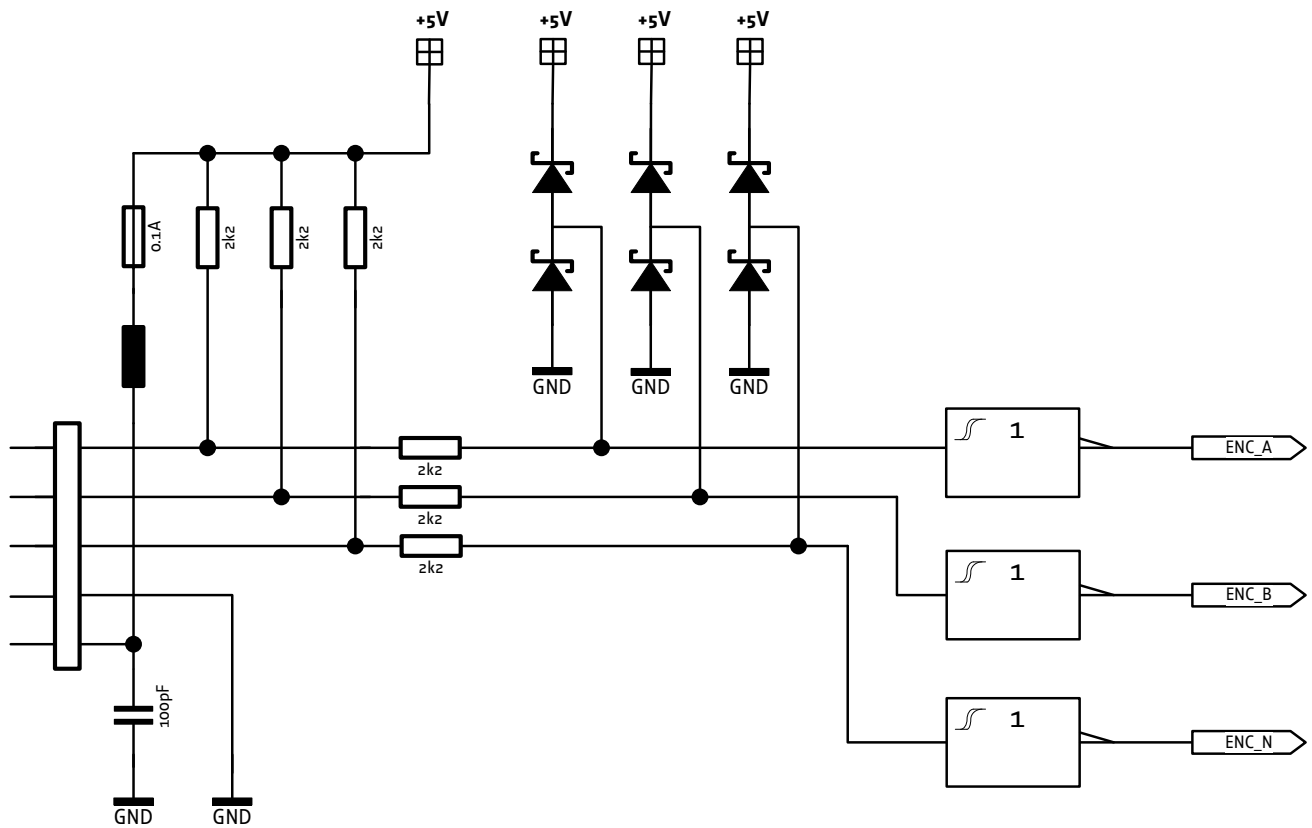 +5V
+5V
+5V
+5V
0.1A
2k2
2k2
2k2
GND
GND
GND
1
ENC_A
2k2
2k2
2k2
1
ENC_B
100pF
1
ENC_N
GND
GND